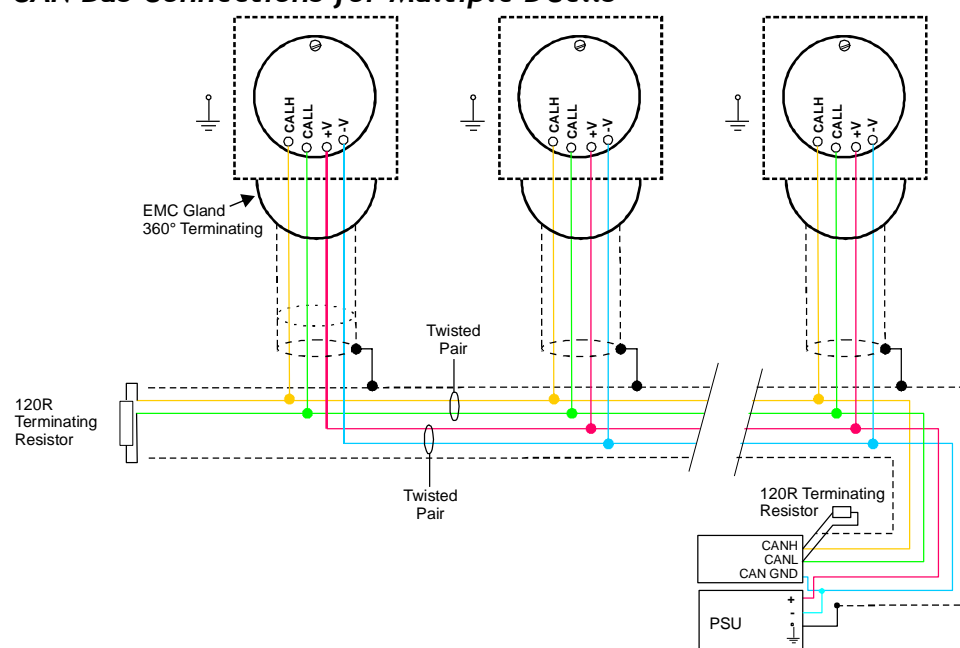 CAN Bus Connections for Multiple DCells
CALH
CALL
+V
-V
CALH
CALL
+V
-V
CALH
CALL
+V
-V
EMC Gland
360° Terminating
Twisted
Pair
120R
Terminating
Resistor
Twisted
Pair
120R Terminating
Resistor
CANH
CANL
CAN GND
PSU
+
-